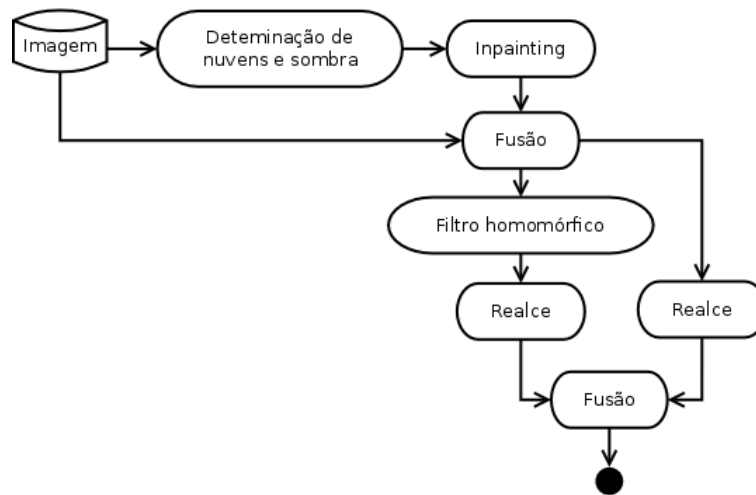 Imagem
Deteminação de
nuvens e sombra
Inpainting
Fusão
Filtro homomórfico
Realce
Realce
Fusão